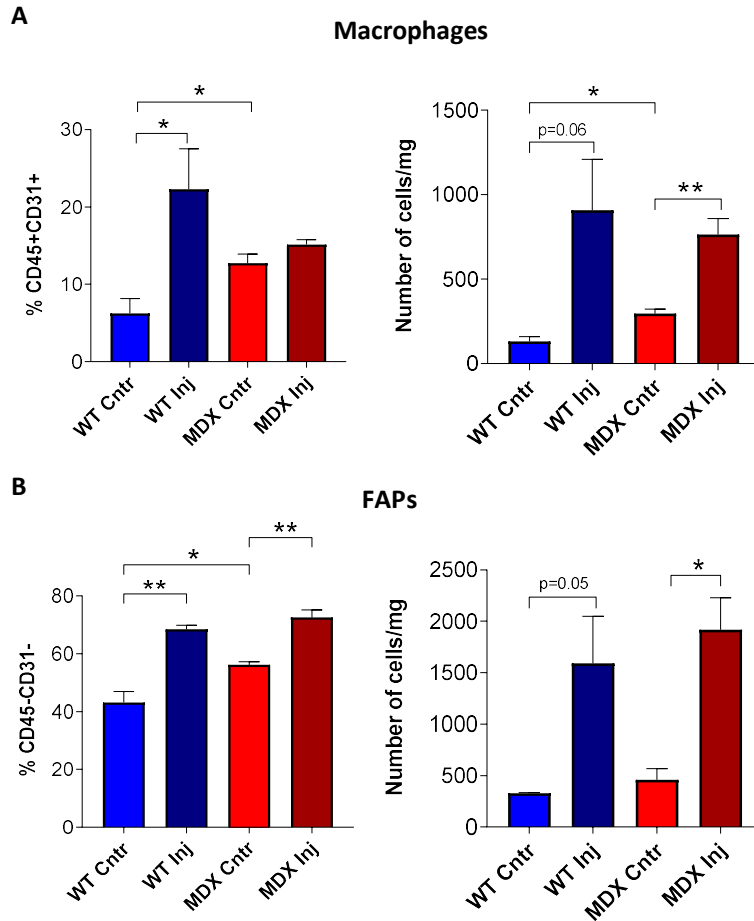 A
Macrophages
% CD45+CD31+
30
20
10
0
*
*
WT Cntr
WT Inj
MDX Cntr
MDX Inj
Number of cells/mg
1500
1000
500
0
*
p=0.06
**
WT Cntr
WT Inj
MDX Cntr
MDX Inj
B
FAPs
% CD45-CD31-
80
60
40
20
0
**
*
**
WT Cntr
WT Inj
MDX Cntr
MDX Inj
Number of cells/mg
2500
2000
1500
1000
500
0
p=0.05
*
WT Cntr
WT Inj
MDX Cntr
MDX Inj